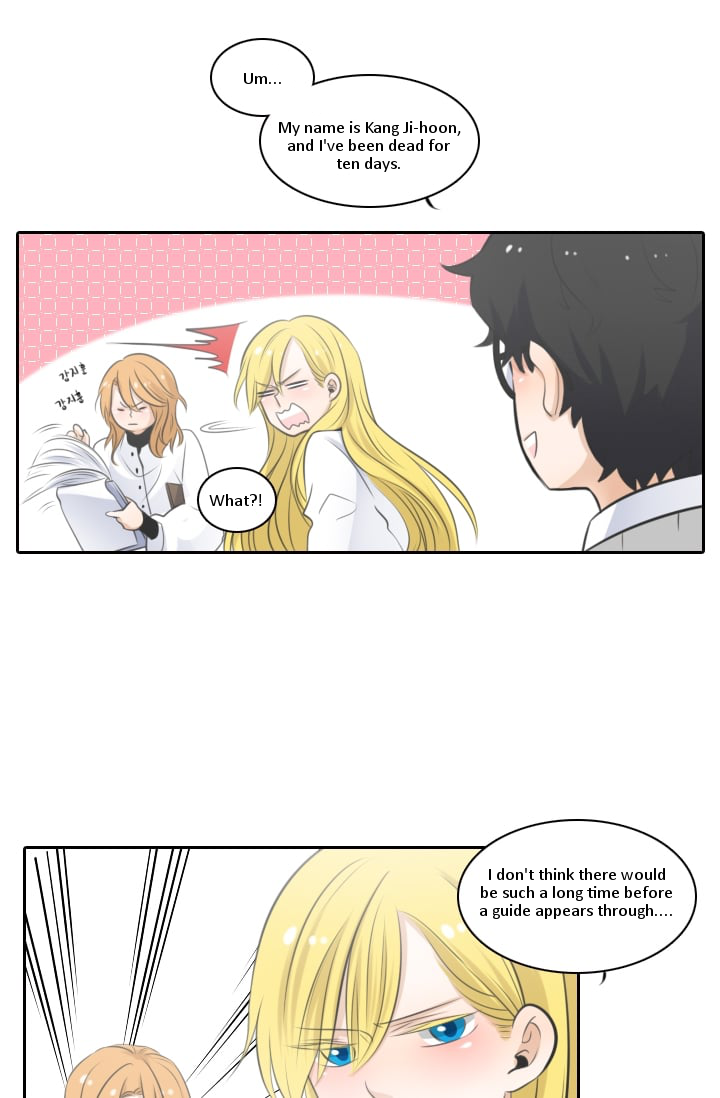 Um...
My name is Kang Ji-hoon,
and I've been dead for
ten days.
강지호
강지훈
What?!
I don't think there would
be such a long time before
a guide appears through....